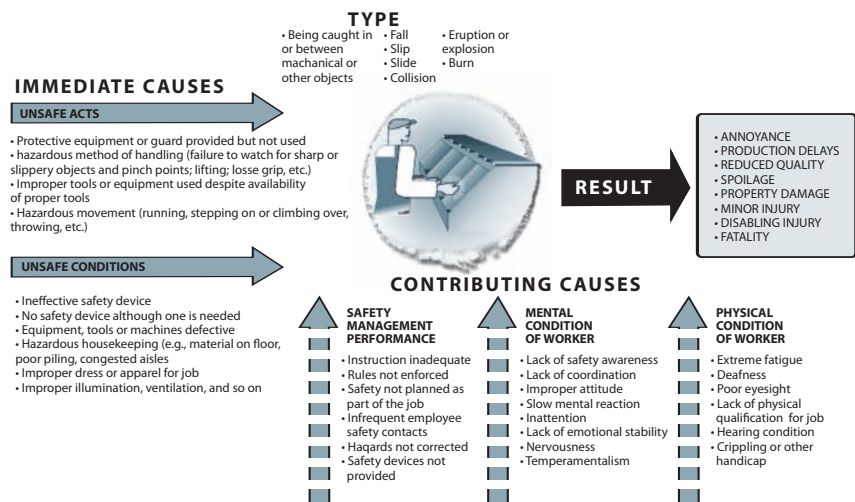 TYPE
• Being caught in
or between
machanical or
other objects
• Fall
• Slip
• Slide
• Collision
• Eruption or
explosion
• Burn
IMMEDIATE CAUSES
UNSAFE ACTS
• Protective equipment or guard provided but not used
• hazardous method of handling (failure to watch for sharp or
slippery objects and pinch points; lifting; losse grip, etc.)
• Improper tools or equipment used despite availability
of proper tools
• Hazardous movement (running, stepping on or climbing over,
throwing, etc.)
UNSAFE CONDITIONS
• Ineffective safety device
• No safety device although one is needed
• Equipment, tools or machines defective
• Hazardous housekeeping (e.g., material on floor,
poor piling, congested aisles
• Improper dress or apparel for job
• Improper illumination, ventilation, and so on
RESULT
• ANNOYANCE
• PRODUCTION DELAYS
• REDUCED QUALITY
• SPOILAGE
• PROPERTY DAMAGE
• MINOR INJURY
• DISABLING INJURY
• FATALITY
CONTRIBUTING CAUSES
SAFETY
MANAGEMENT
PERFORMANCE
• Instruction inadequate
• Rules not enforced
• Safety not planned as
part of the job
• Infrequent employee
safety contacts
• Haqards not corrected
• Safety devices not
provided
MENTAL
CONDITION
OF WORKER
• Lack of safety awareness
• Lack of coordination
• Improper attitude
• Slow mental reaction
• Inattention
• Lack of emotional stability
• Nervousness
• Temperamentalism
PHYSICAL
CONDITION
OF WORKER
• Extreme fatigue
• Deafness
• Poor eyesight
• Lack of physical
qualification for job
• Hearing condition
• Crippling or other
handicap